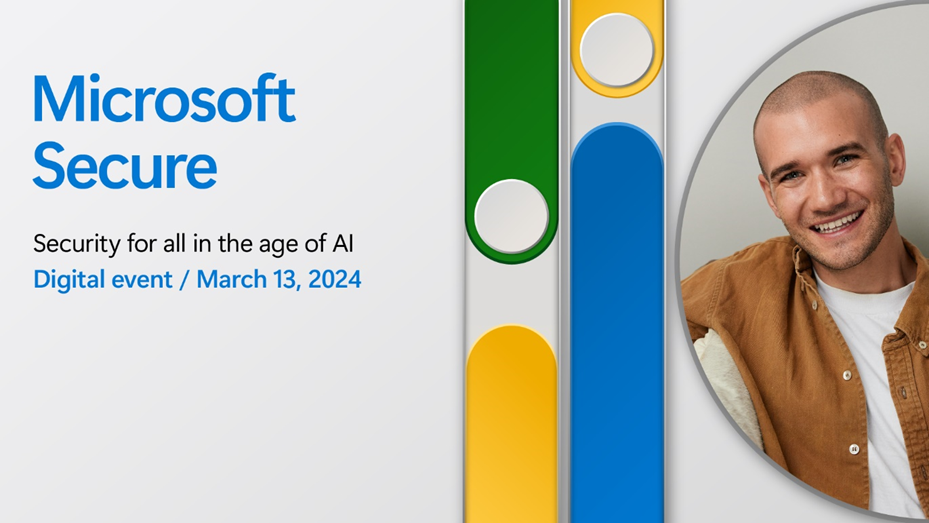 Microsoft
Secure
Security for all in the age of AI
Digital event / March 13, 2024